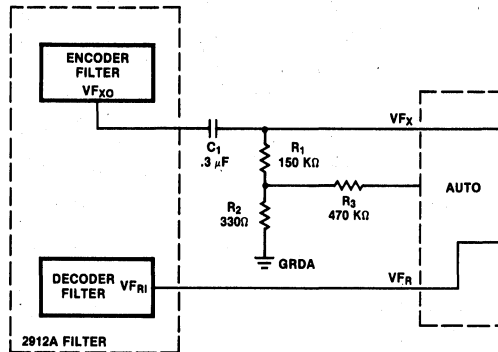 ENCODER
FILTER
VFXO
C1
.3 µF
R1
150 KΩ
R2
330Ω
R3
470 KΩ
GRDA
VFX
AUTO
DECODER
FILTER
VFRI
VFR
2912A FILTER